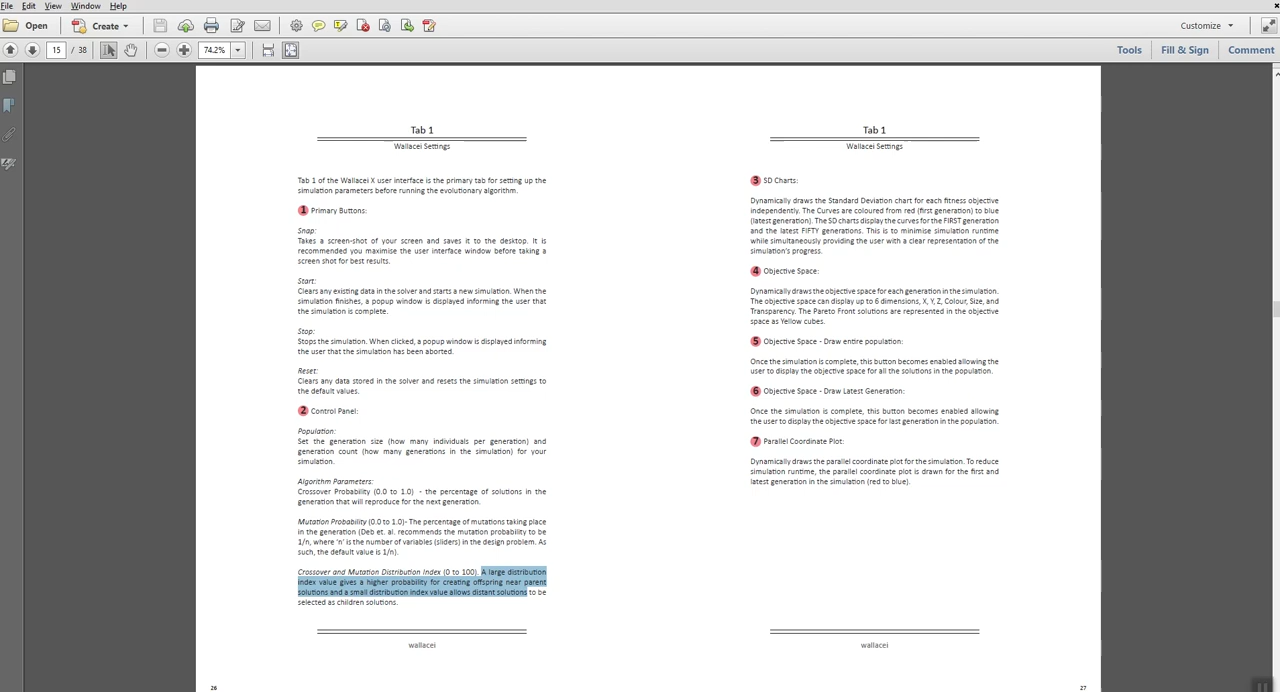 File Edit View Window Help
Open Create Customize
15 / 38 74.2% Tools Fill & Sign Comment
Tab 1
Wallacei Settings
Tab 1 of the Wallacei X user interface is the primary tab for setting up the
simulation parameters before running the evolutionary algorithm.
1 Primary Buttons:
Snap:
Takes a screen-shot of your screen and saves it to the desktop. It is
recommended you maximise the user interface window before taking a
screen shot for best results.
Start:
Clears any existing data in the solver and starts a new simulation. When the
simulation finishes, a popup window is displayed informing the user that
the simulation is complete.
Stop:
Stops the simulation. When clicked, a popup window is displayed informing
the user that the simulation has been aborted.
Reset:
Clears any data stored in the solver and resets the simulation settings to
the default values.
2 Control Panel:
Population:
Set the generation size (how many individuals per generation) and
generation count (how many generations in the simulation) for your
simulation.
Algorithm Parameters:
Crossover Probability (0.0 to 1.0) - the percentage of solutions in the
generation that will reproduce for the next generation.
Mutation Probability (0.0 to 1.0)- The percentage of mutations taking place
in the generation (Deb et. al. recommends the mutation probability to be
1/n, where 'n' is the number of variables (sliders) in the design problem. As
such, the default value is 1/n).
Crossover and Mutation Distribution Index (0 to 100). A large distribution
index value gives a higher probability for creating offspring near parent
solutions and a small distribution index value allows distant solutions to be
selected as children solutions.
wallacei
26
Tab 1
Wallacei Settings
3 SD Charts:
Dynamically draws the Standard Deviation chart for each fitness objective
independently. The Curves are coloured from red (first generation) to blue
(latest generation). The SD charts display the curves for the FIRST generation
and the latest FIFTY generations. This is to minimise simulation runtime
while simultaneously providing the user with a clear representation of the
simulation's progress.
4 Objective Space:
Dynamically draws the objective space for each generation in the simulation.
The objective space can display up to 6 dimensions, X, Y, Z, Colour, Size, and
Transparency. The Pareto Front solutions are represented in the objective
space as Yellow cubes.
5 Objective Space - Draw entire population:
Once the simulation is complete, this button becomes enabled allowing the
user to display the objective space for all the solutions in the population.
6 Objective Space - Draw Latest Generation:
Once the simulation is complete, this button becomes enabled allowing
the user to display the objective space for last generation in the population.
7 Parallel Coordinate Plot:
Dynamically draws the parallel coordinate plot for the simulation. To reduce
simulation runtime, the parallel coordinate plot is drawn for the first and
latest generation in the simulation (red to blue).
wallacei
27